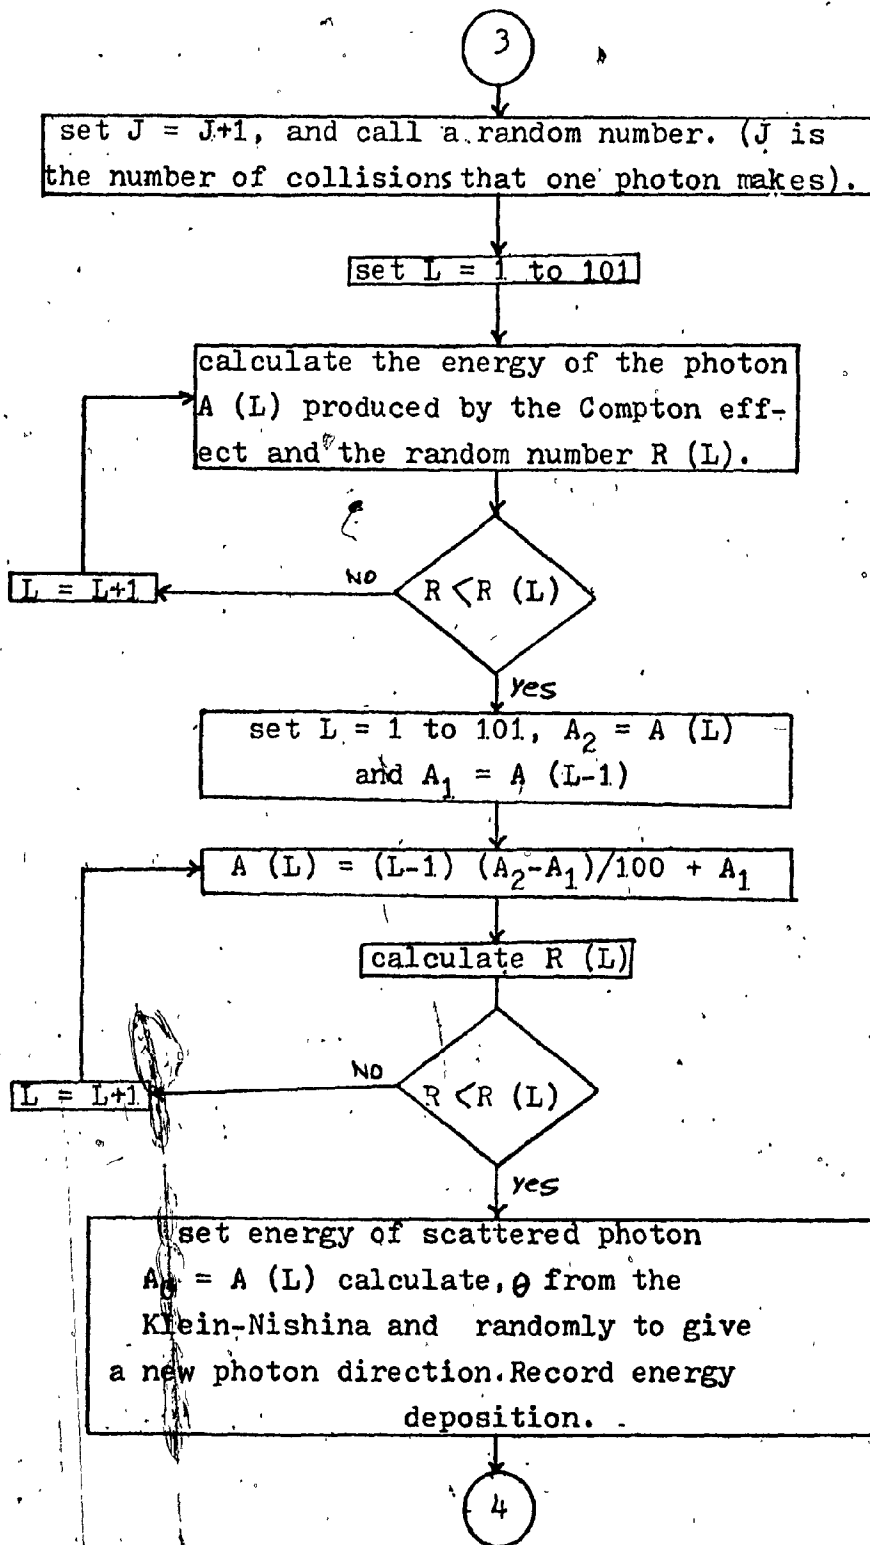 3
set J = J+1, and call a random number. (J is
the number of collisions that one photon makes).
set L = 1 to 101
calculate the energy of the photon
A (L) produced by the Compton eff-
ect and the random number R (L).
R < R (L)
NO
L = L+1
yes
set L = 1 to 101, A₂ = A (L)
and A₁ = A (L-1)
A (L) = (L-1) (A₂-A₁)/100 + A₁
calculate R (L)
R < R (L)
NO
L = L+1
yes
set energy of scattered photon
A₀ = A (L) calculate, θ from the
Klein-Nishina and randomly to give
a new photon direction. Record energy
deposition.
4